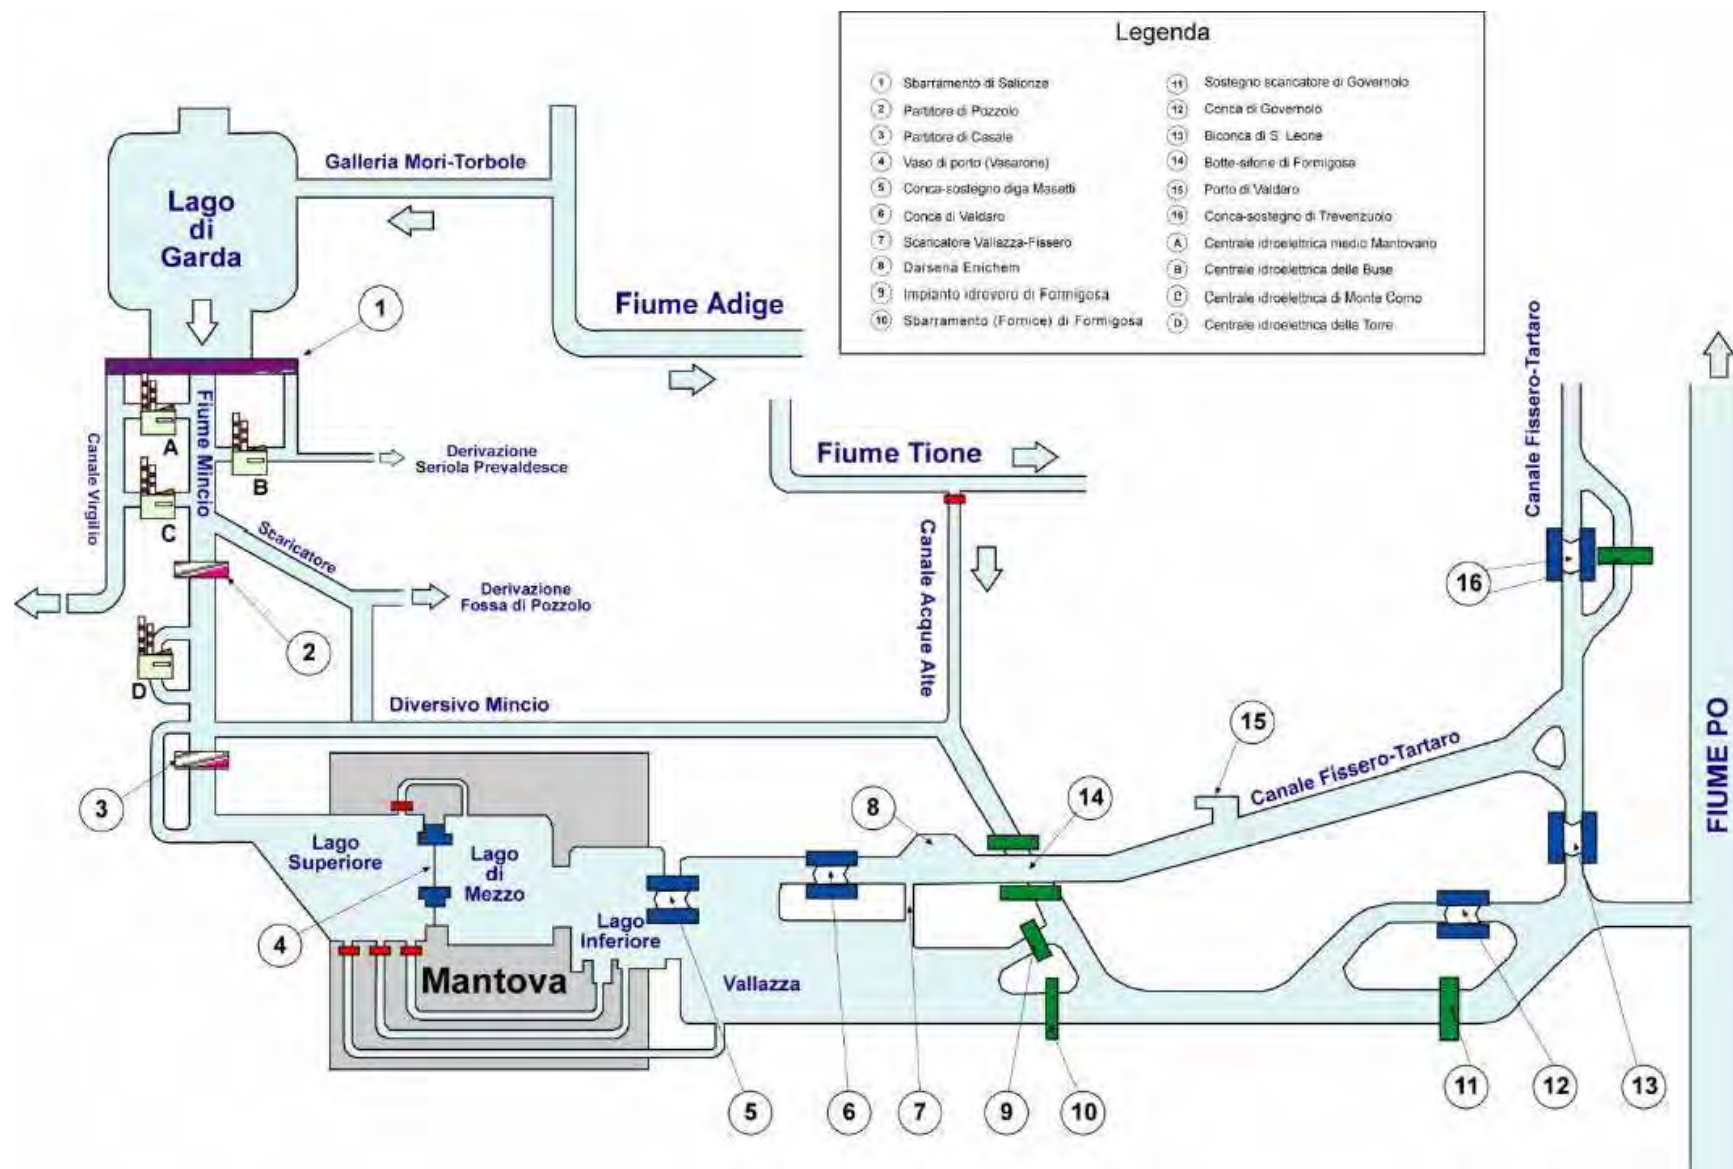 Legenda
1 Sbarramento di Salionze
2 Partitore di Pozzolo
3 Partitore di Casale
4 Vaso di porto (Vasarone)
5 Conca-sostegno diga Masetti
6 Conca di Valdaro
7 Scaricatore Vallazza-Fissero
8 Darsena Enichem
9 Impianto idrovoro di Formigosa
10 Sbarramento (Fornice) di Formigosa
11 Sostegno scaricatore di Governolo
12 Conca di Governolo
13 Biconca di S. Leone
14 Botte-sifone di Formigosa
15 Porto di Valdaro
16 Conca-sostegno di Trevenzuolo
A Centrale idroelettrica medio Mantovano
B Centrale idroelettrica delle Buse
C Centrale idroelettrica di Monte Corno
D Centrale idroelettrica della Torre
Galleria Mori-Torbole
Lago
di
Garda
Fiume Adige
1
Canale Virgilio
Fiume Mincio
A
B
C
Derivazione
Seriola Prevaldesce
Scaricatore
Derivazione
Fossa di Pozzolo
2
D
Diversivo Mincio
3
Fiume Tione
Canale Acque Alte
Canale Fissero-Tartaro
16
FIUME PO
15
Canale Fissero-Tartaro
14
8
Lago
Superiore
Lago
di
Mezzo
Lago
Inferiore
4
Mantova
Vallazza
5
6
7
9
10
11
12
13